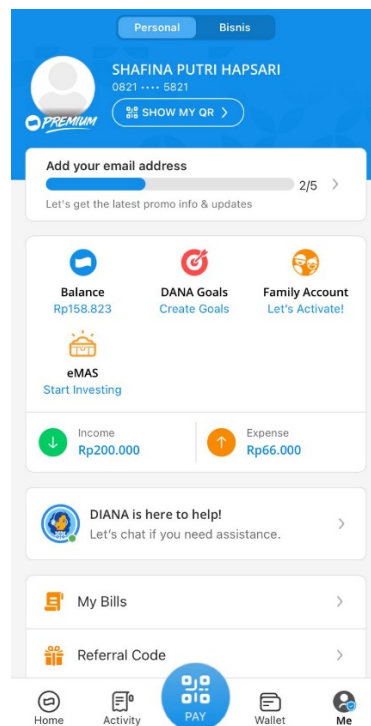 Personal Bisnis
SHAFINA PUTRI HAPSARI
0821 ···· 5821
SHOW MY QR
PREMIUM
Add your email address
2/5
Let's get the latest promo info & updates
Balance DANA Goals Family Account
Rp158.823 Create Goals Let's Activate!
eMAS
Start Investing
Income Expense
Rp200.000 Rp66.000
DIANA is here to help!
Let's chat if you need assistance.
My Bills
Referral Code
Home Activity PAY Wallet Me